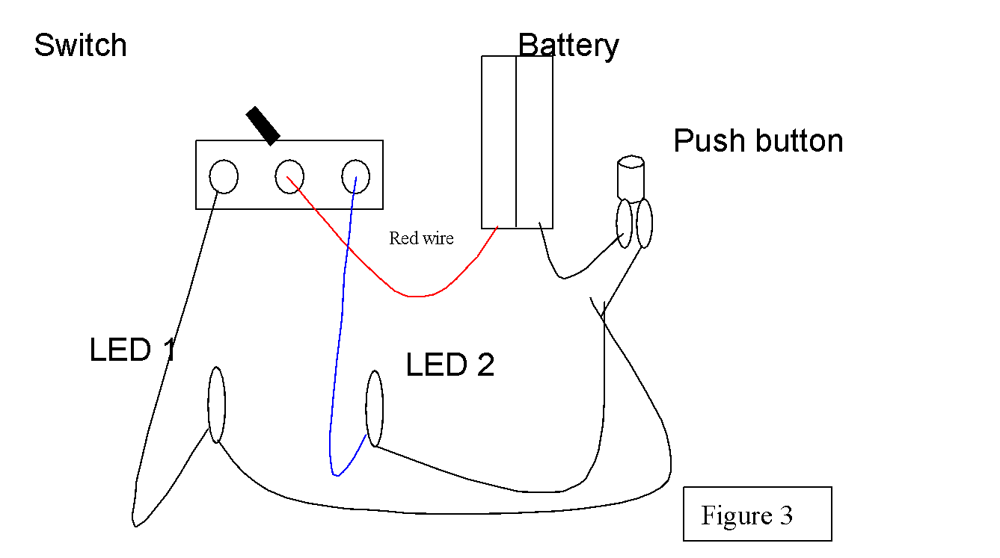 Switch
Battery
Push button
Red wire
LED 1
LED 2
Figure 3